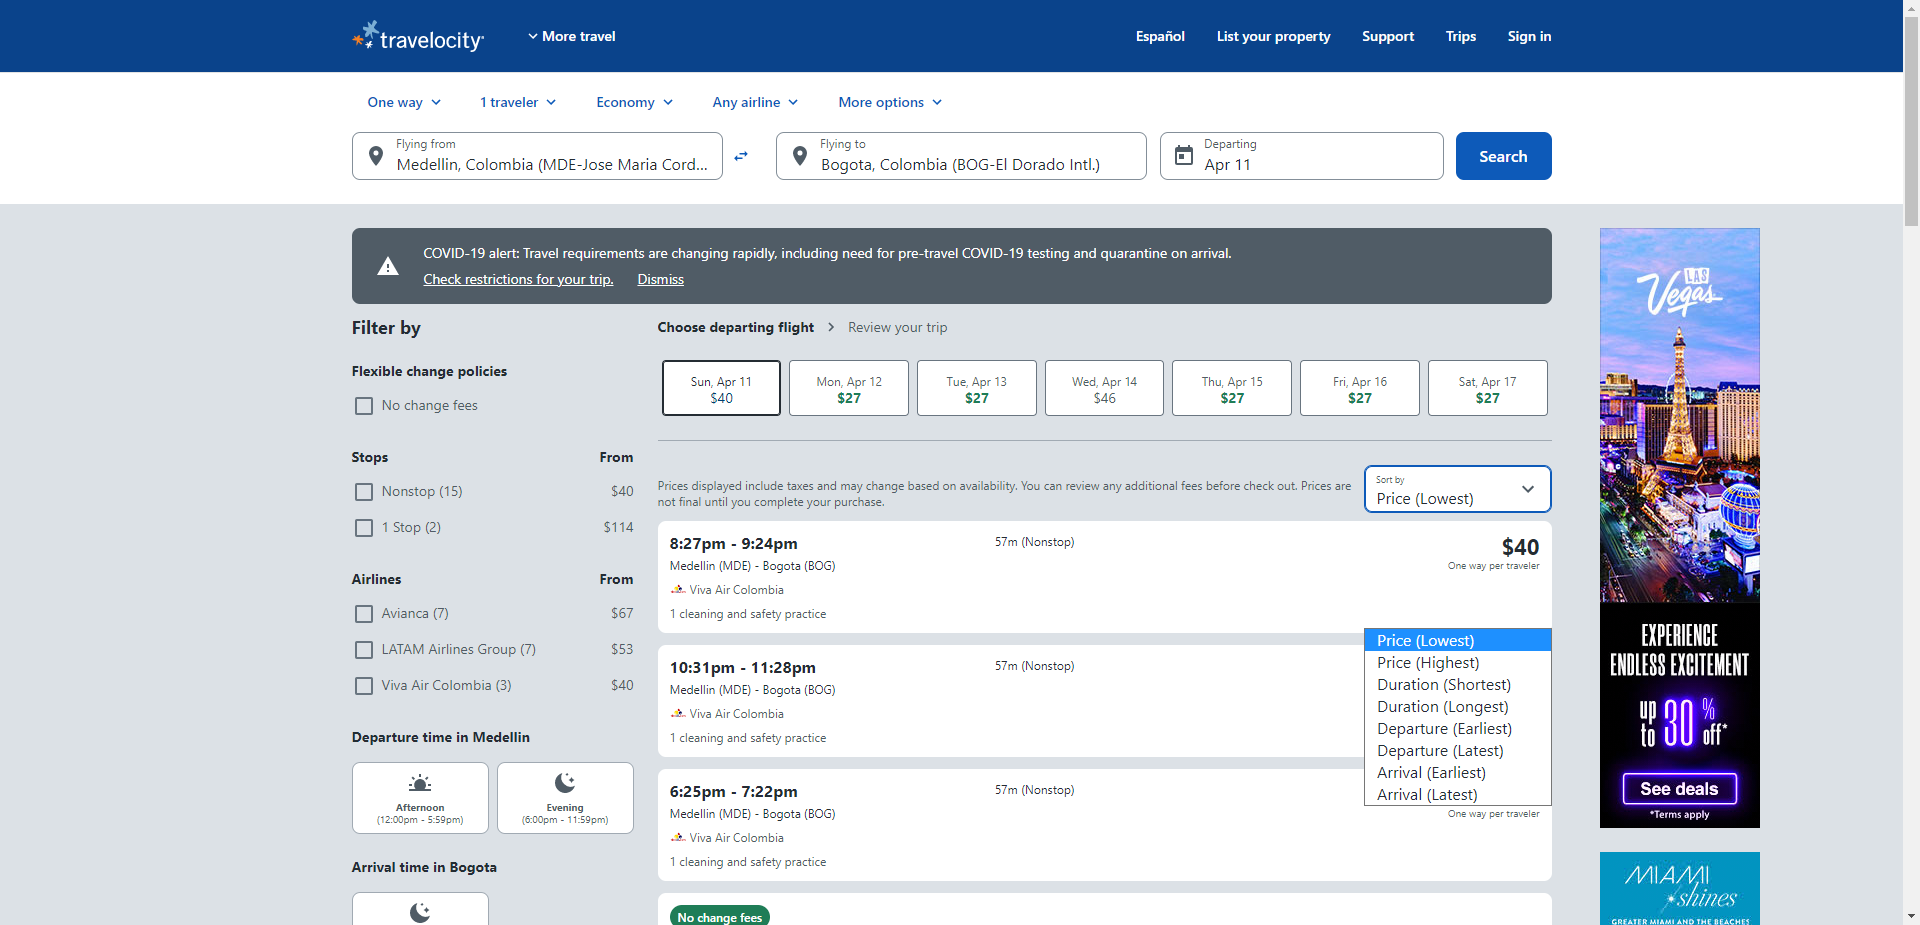 travelocity
More travel
Español
List your property
Support
Trips
Sign in
One way
1 traveler
Economy
Any airline
More options
Flying from
Medellin, Colombia (MDE-Jose Maria Cord...
Flying to
Bogota, Colombia (BOG-El Dorado Intl.)
Departing
Apr 11
Search
COVID-19 alert: Travel requirements are changing rapidly, including need for pre-travel COVID-19 testing and quarantine on arrival.
Check restrictions for your trip.
Dismiss
Filter by
Flexible change policies
No change fees
Stops From
Nonstop (15) $40
1 Stop (2) $114
Airlines From
Avianca (7) $67
LATAM Airlines Group (7) $53
Viva Air Colombia (3) $40
Departure time in Medellin
Afternoon
(12:00pm - 5:59pm)
Evening
(6:00pm - 11:59pm)
Arrival time in Bogota
Choose departing flight
Review your trip
Sun, Apr 11
$40
Mon, Apr 12
$27
Tue, Apr 13
$27
Wed, Apr 14
$46
Thu, Apr 15
$27
Fri, Apr 16
$27
Sat, Apr 17
$27
Prices displayed include taxes and may change based on availability. You can review any additional fees before check out. Prices are
not final until you complete your purchase.
Sort by
Price (Lowest)
8:27pm - 9:24pm
57m (Nonstop)
$40
Medellin (MDE) - Bogota (BOG)
One way per traveler
Viva Air Colombia
1 cleaning and safety practice
10:31pm - 11:28pm
57m (Nonstop)
Medellin (MDE) - Bogota (BOG)
Viva Air Colombia
1 cleaning and safety practice
6:25pm - 7:22pm
57m (Nonstop)
Medellin (MDE) - Bogota (BOG)
One way per traveler
Viva Air Colombia
1 cleaning and safety practice
No change fees
Price (Lowest)
Price (Highest)
Duration (Shortest)
Duration (Longest)
Departure (Earliest)
Departure (Latest)
Arrival (Earliest)
Arrival (Latest)
LAS
Vegas
EXPERIENCE
ENDLESS EXCITEMENT
up to 30% off*
See deals
*Terms apply
MIAMI
shines
GREATER MIAMI AND THE BEACHES